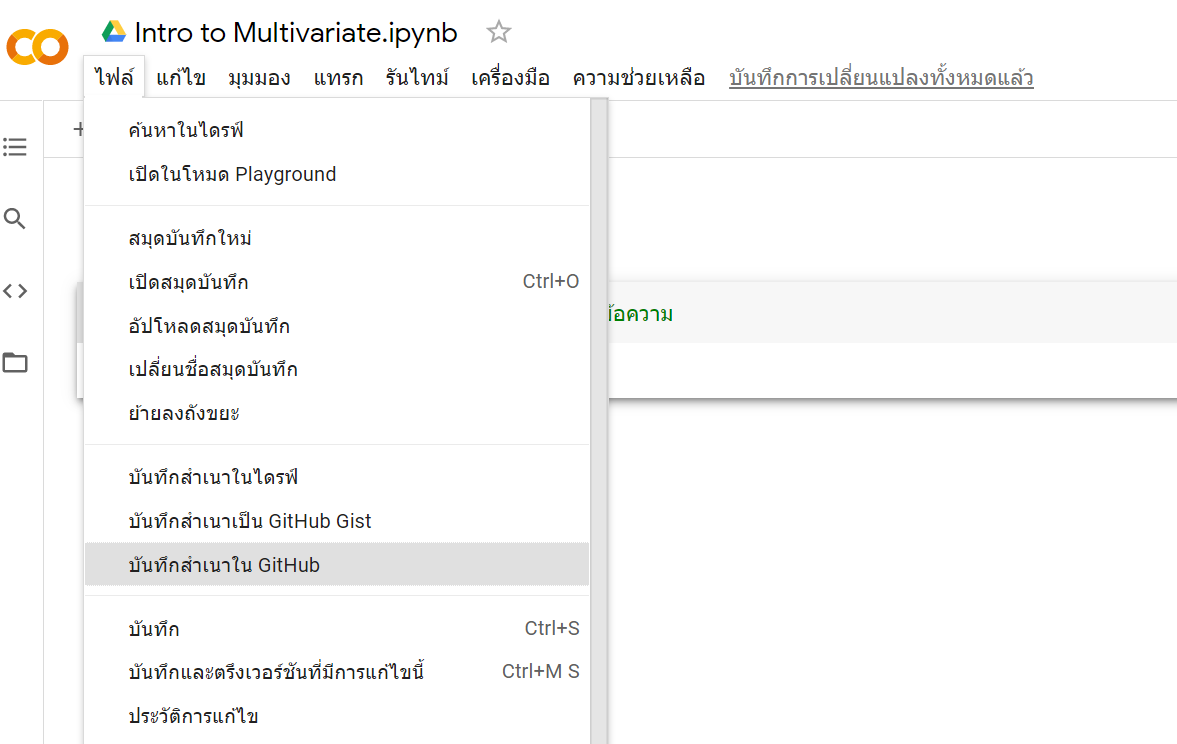 Intro to Multivariate.ipynb
ไฟล์ แก้ไข มุมมอง แทรก รันไทม์ เครื่องมือ ความช่วยเหลือ บันทึกการเปลี่ยนแปลงทั้งหมดแล้ว
ค้นหาในไดรฟ์
เปิดในโหมด Playground
สมุดบันทึกใหม่
เปิดสมุดบันทึก Ctrl+O
อัปโหลดสมุดบันทึก
เปลี่ยนชื่อสมุดบันทึก
ย้ายลงถังขยะ
บันทึกสำเนาในไดรฟ์
บันทึกสำเนาเป็น GitHub Gist
บันทึกสำเนาใน GitHub
บันทึก Ctrl+S
บันทึกและตรึงเวอร์ชันที่มีการแก้ไขนี้ Ctrl+M S
ประวัติการแก้ไข